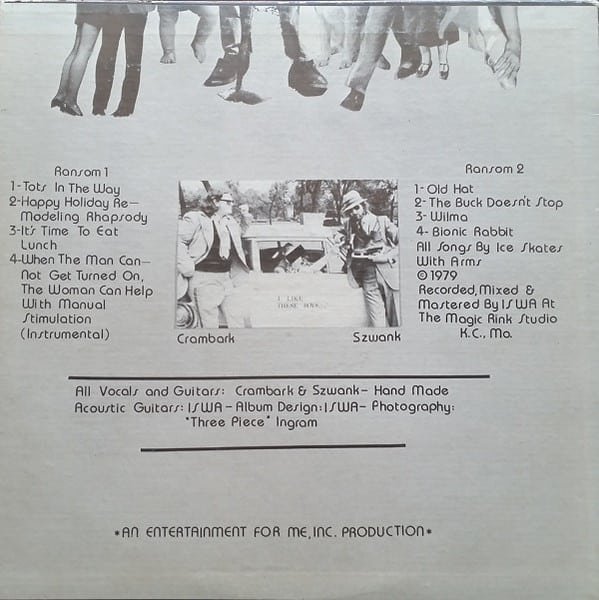 Ransom 1
1- Tots In The Way
2- Happy Holiday Re-
Modeling Rhapsody
3- It's Time To Eat
Lunch
4- When The Man Can-
Not Get Turned On,
The Woman Can Help
With Manual
Stimulation
(Instrumental)
I LIKE
THESE BOYS...
Crambark
Szwank
Ransom 2
1- Old Hat
2- The Buck Doesn't Stop
3- Wilma
4- Bionic Rabbit
All Songs By Ice Skates
With Arms
© 1979
Recorded, Mixed &
Mastered By ISWA At
The Magic Rink Studio
K.C., Mo.
All Vocals and Guitars: Crambark & Szwank- Hand Made
Acoustic Guitars: ISWA- Album Design: ISWA- Photography:
"Three Piece" Ingram
*AN ENTERTAINMENT FOR ME, INC. PRODUCTION*